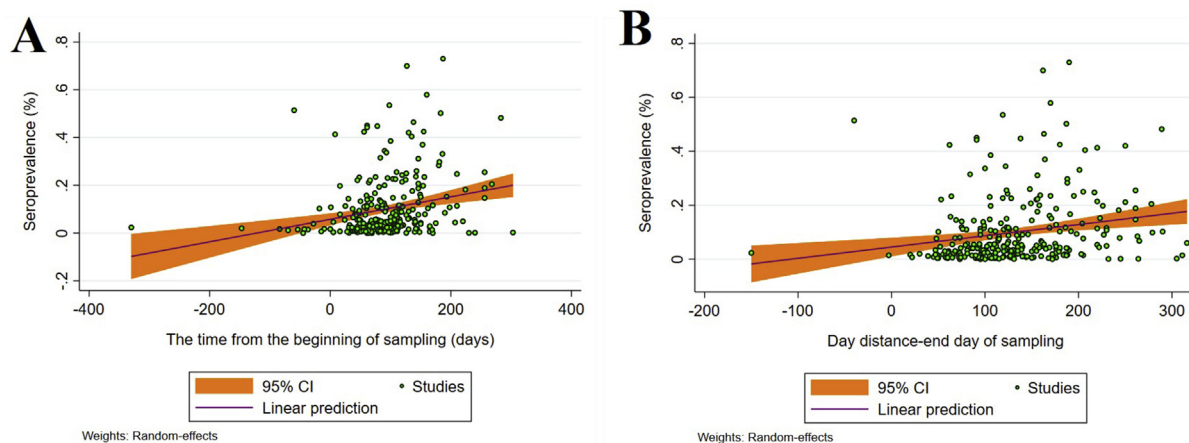 A
Seroprevalence (%)
.8
.6
.4
.2
0
-.2
-400
-200
0
200
400
The time from the beginning of sampling (days)
95% CI
Studies
Linear prediction
Weights: Random-effects
B
Seroprevalence (%)
.8
.6
.4
.2
0
-200
-100
0
100
200
300
Day distance-end day of sampling
95% CI
Studies
Linear prediction
Weights: Random-effects